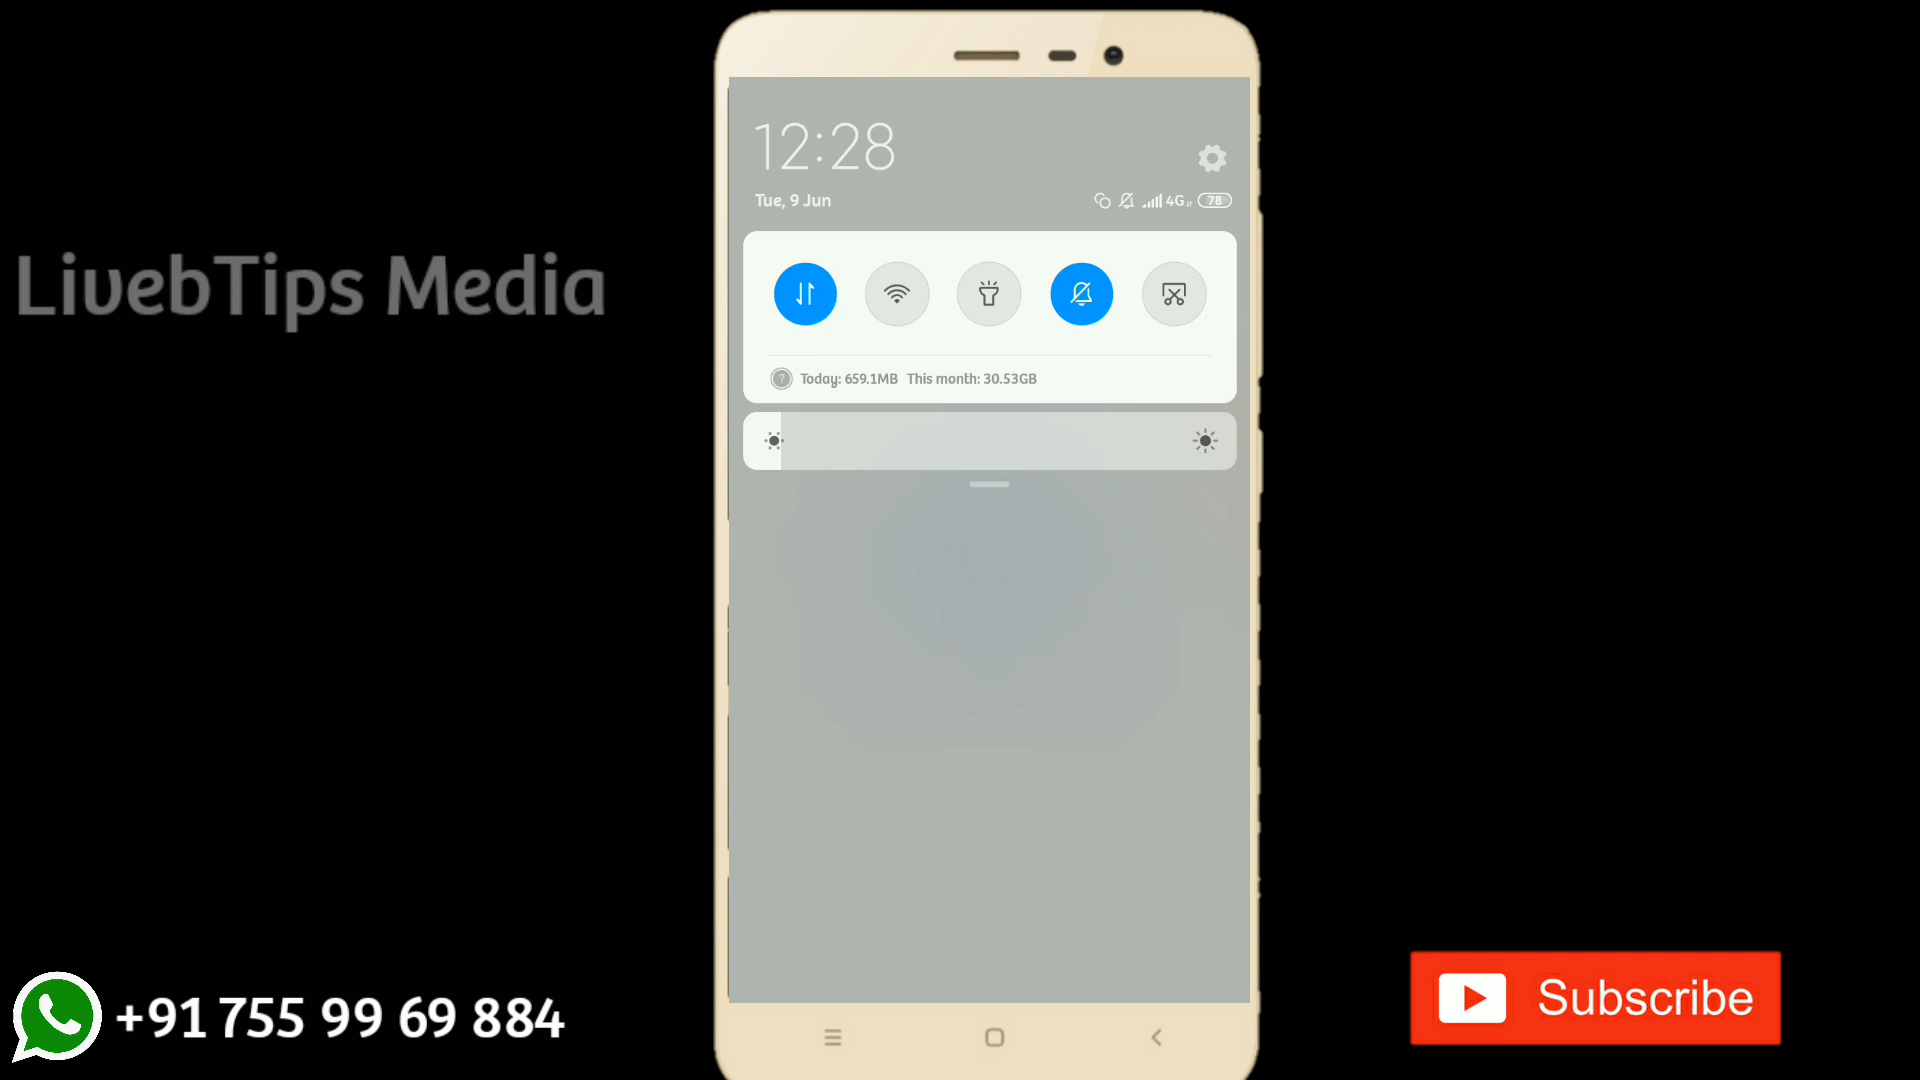 12:28
Tue, 9 Jun
4G
78
LivebTips Media
Today: 659.1MB This month: 30.53GB
+91 755 99 69 884
Subscribe